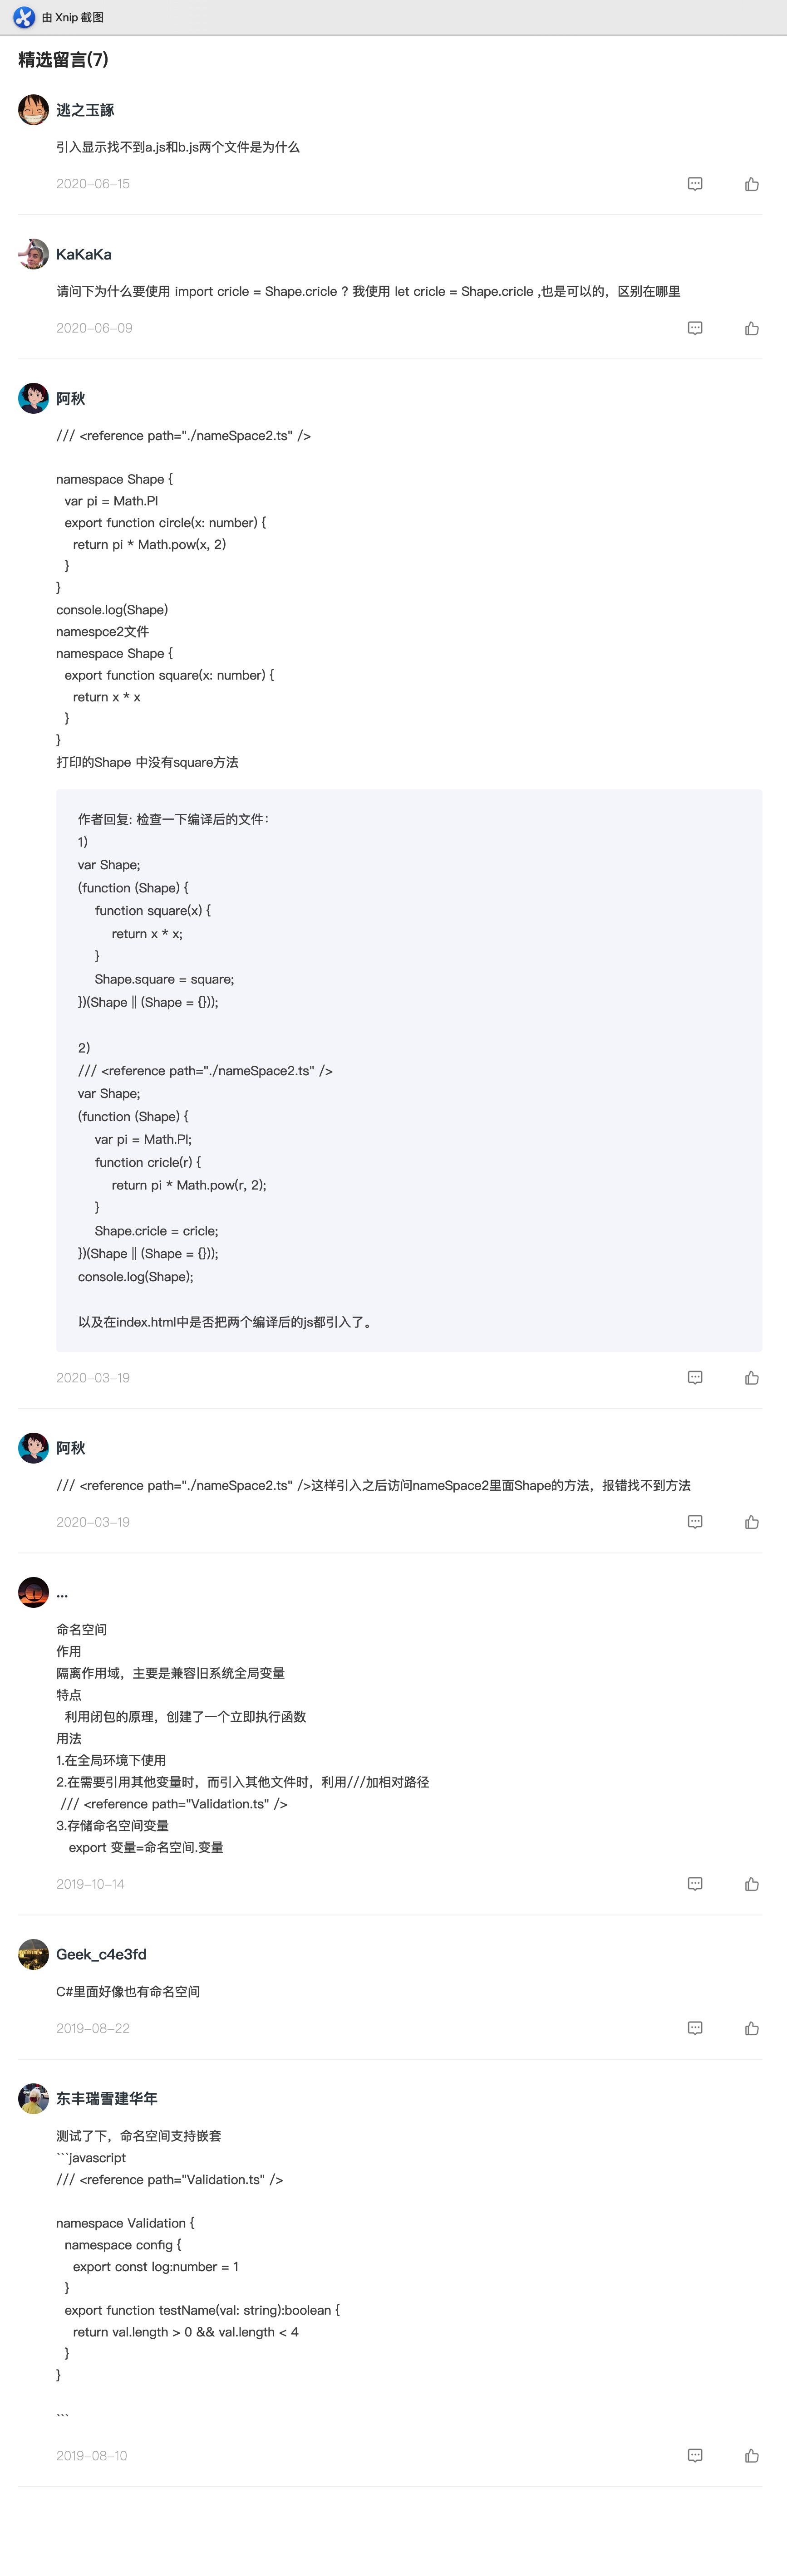 由 Xnip 截图
精选留言(7)
逃之玉豚
引入显示找不到a.js和b.js两个文件是为什么
2020-06-15
KaKaKa
请问下为什么要使用 import cricle = Shape.cricle ? 我使用 let cricle = Shape.cricle ,也是可以的，区别在哪里
2020-06-09
阿秋
/// <reference path="./nameSpace2.ts" />
namespace Shape {
var pi = Math.PI
export function circle(x: number) {
return pi * Math.pow(x, 2)
}
}
console.log(Shape)
namespce2文件
namespace Shape {
export function square(x: number) {
return x * x
}
}
打印的Shape 中没有square方法
作者回复: 检查一下编译后的文件：
1)
var Shape;
(function (Shape) {
function square(x) {
return x * x;
}
Shape.square = square;
})(Shape || (Shape = {}));
2)
/// <reference path="./nameSpace2.ts" />
var Shape;
(function (Shape) {
var pi = Math.PI;
function cricle(r) {
return pi * Math.pow(r, 2);
}
Shape.cricle = cricle;
})(Shape || (Shape = {}));
console.log(Shape);
以及在index.html中是否把两个编译后的js都引入了。
2020-03-19
阿秋
/// <reference path="./nameSpace2.ts" />这样引入之后访问nameSpace2里面Shape的方法，报错找不到方法
2020-03-19
...
命名空间
作用
隔离作用域，主要是兼容旧系统全局变量
特点
利用闭包的原理，创建了一个立即执行函数
用法
1.在全局环境下使用
2.在需要引用其他变量时，而引入其他文件时，利用///加相对路径
/// <reference path="Validation.ts" />
3.存储命名空间变量
export 变量=命名空间.变量
2019-10-14
Geek_c4e3fd
C#里面好像也有命名空间
2019-08-22
东丰瑞雪建华年
测试了下，命名空间支持嵌套
```javascript
/// <reference path="Validation.ts" />
namespace Validation {
namespace config {
export const log:number = 1
}
export function testName(val: string):boolean {
return val.length > 0 && val.length < 4
}
}
```
2019-08-10